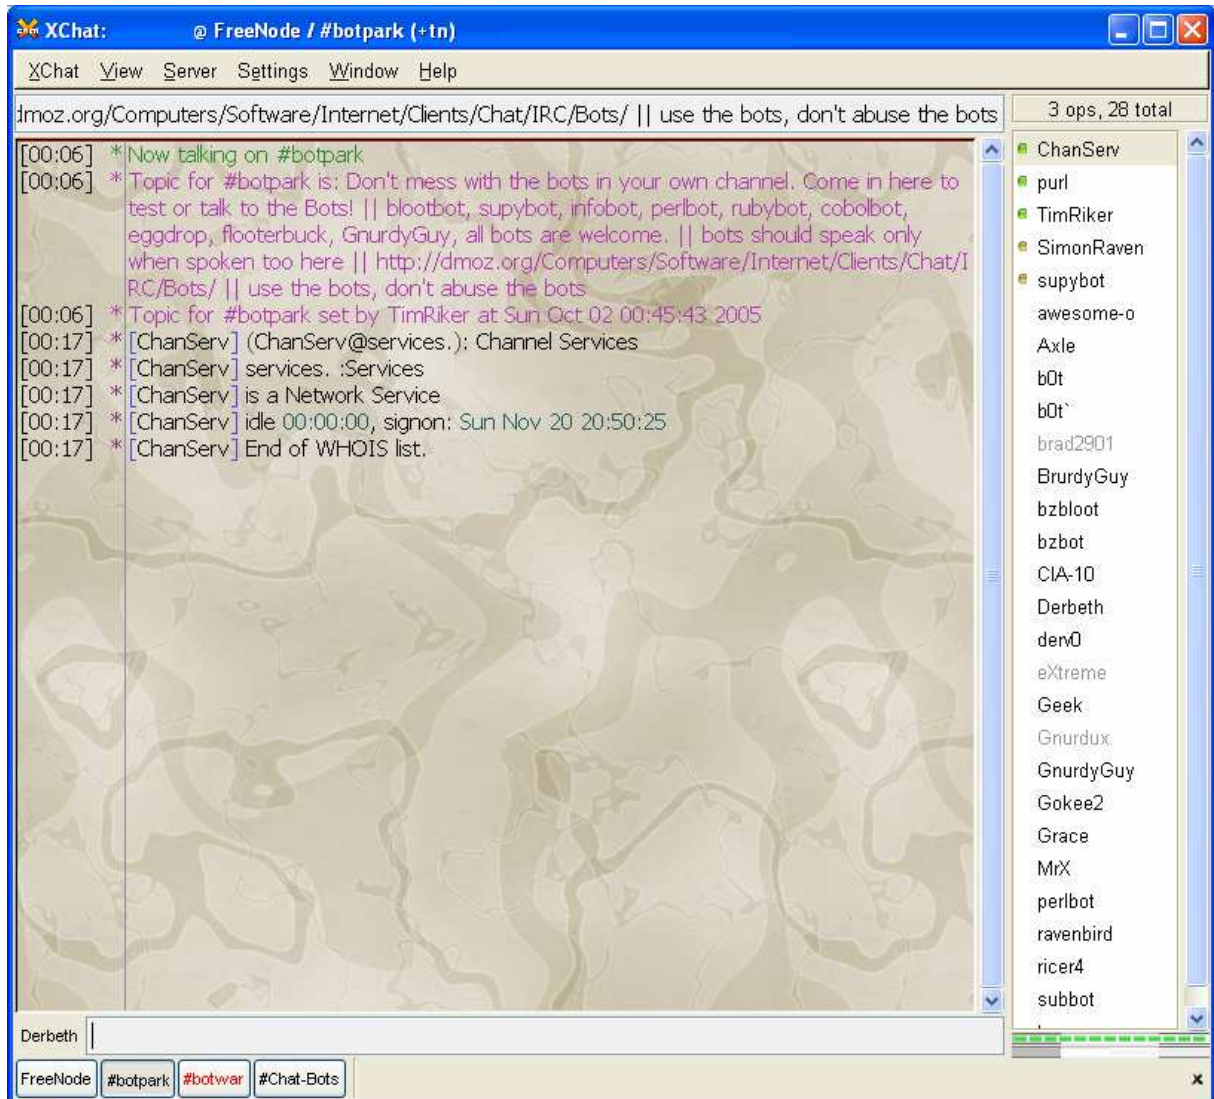 XChat: @ FreeNode / #botpark (+tn)
XChat View Server Settings Window Help
dmoz.org/Computers/Software/Internet/Clients/Chat/IRC/Bots/ || use the bots, don't abuse the bots
3 ops, 28 total
[00:06] * Now talking on #botpark
[00:06] * Topic for #botpark is: Don't mess with the bots in your own channel. Come in here to
test or talk to the Bots! || blootbot, supybot, infobot, perlbot, rubybot, cobolbot,
eggdrop, flooterbuck, GnurdyGuy, all bots are welcome. || bots should speak only
when spoken too here || http://dmoz.org/Computers/Software/Internet/Clients/Chat/I
RC/Bots/ || use the bots, don't abuse the bots
[00:06] * Topic for #botpark set by TimRiker at Sun Oct 02 00:45:43 2005
[00:17] * [ChanServ] (ChanServ@services.): Channel Services
[00:17] * [ChanServ] services. :Services
[00:17] * [ChanServ] is a Network Service
[00:17] * [ChanServ] idle 00:00:00, signon: Sun Nov 20 20:50:25
[00:17] * [ChanServ] End of WHOIS list.
ChanServ
purl
TimRiker
SimonRaven
supybot
awesome-o
Axle
b0t
b0t`
brad2901
BrurdyGuy
bzbloot
bzbot
CIA-10
Derbeth
derv0
eXtreme
Geek
Gnurdux
GnurdyGuy
Gokee2
Grace
MrX
perlbot
ravenbird
ricer4
subbot
Derbeth
FreeNode #botpark #botwar #Chat-Bots x